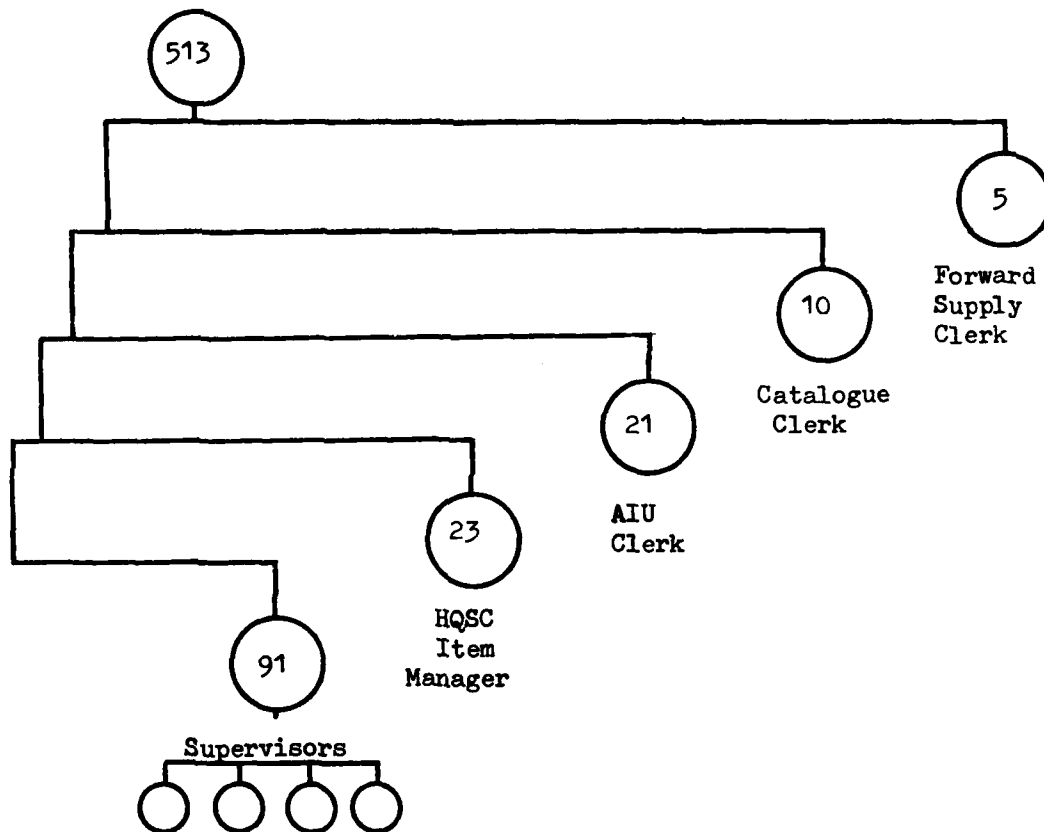 513
5
Forward
Supply
Clerk
10
Catalogue
Clerk
21
AIU
Clerk
23
HQSC
Item
Manager
91
Supervisors